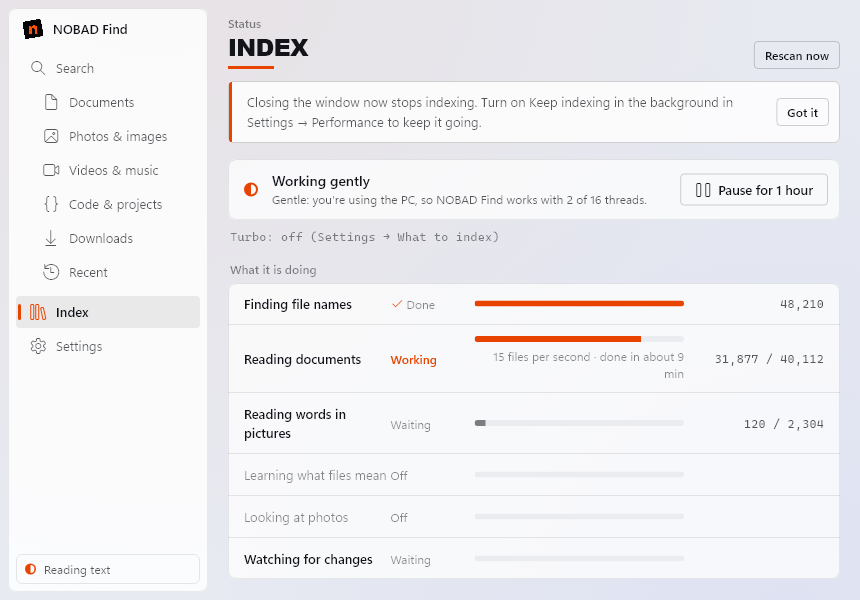 NOBAD Find
Search
Documents
Photos & images
Videos & music
Code & projects
Downloads
Recent
Index
Settings
Reading text
Status
INDEX
Rescan now
Closing the window now stops indexing. Turn on Keep indexing in the background in
Settings → Performance to keep it going.
Got it
Working gently
Gentle: you're using the PC, so NOBAD Find works with 2 of 16 threads.
Pause for 1 hour
Turbo: off (Settings → What to index)
What it is doing
Finding file names Done 48,210
Reading documents Working 15 files per second · done in about 9
min
31,877 / 40,112
Reading words in
pictures
Waiting 120 / 2,304
Learning what files mean Off
Looking at photos Off
Watching for changes Waiting